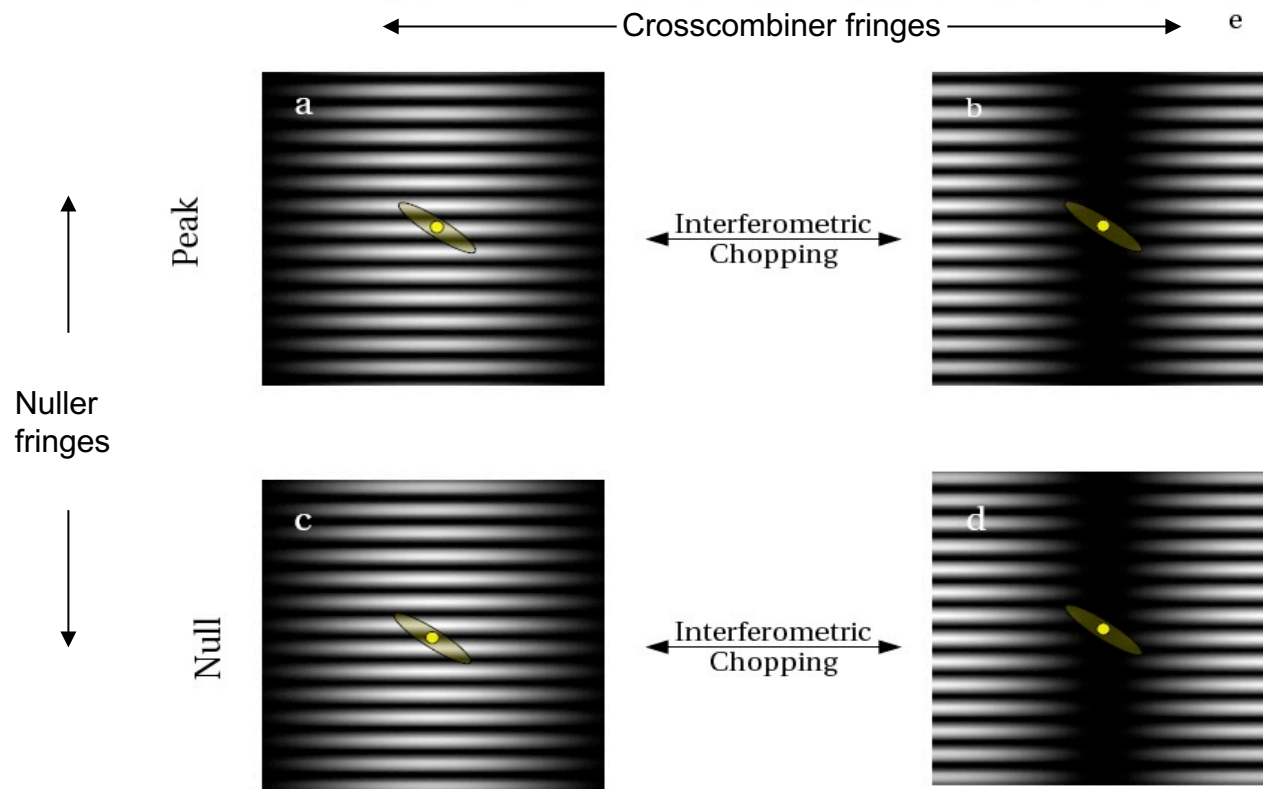 Crosscombiner fringes
e
a
b
Peak
Interferometric
Chopping
Nuller
fringes
c
d
Null
Interferometric
Chopping